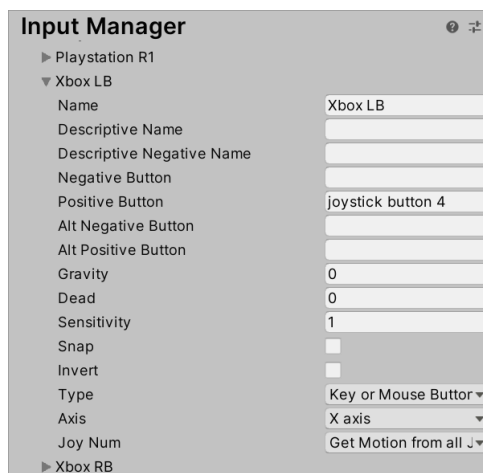 Input Manager
Playstation R1
Xbox LB
Name Xbox LB
Descriptive Name
Descriptive Negative Name
Negative Button
Positive Button joystick button 4
Alt Negative Button
Alt Positive Button
Gravity 0
Dead 0
Sensitivity 1
Snap
Invert
Type Key or Mouse Button
Axis X axis
Joy Num Get Motion from all J
Xbox RB